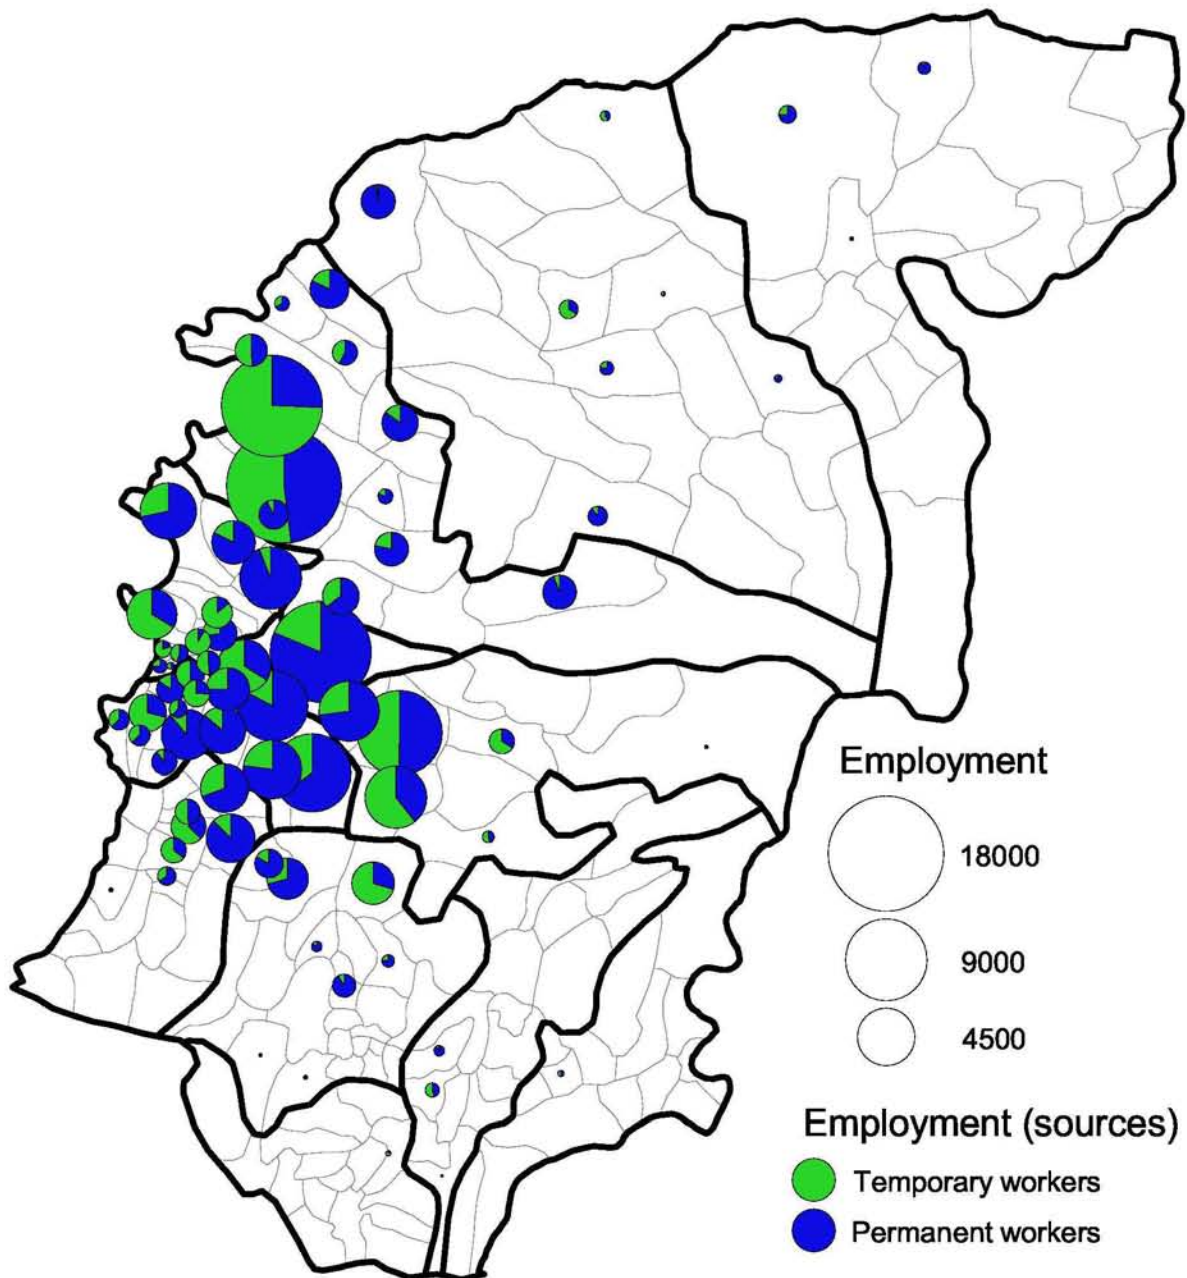 Employment
18000
9000
4500
Employment (sources)
Temporary workers
Permanent workers